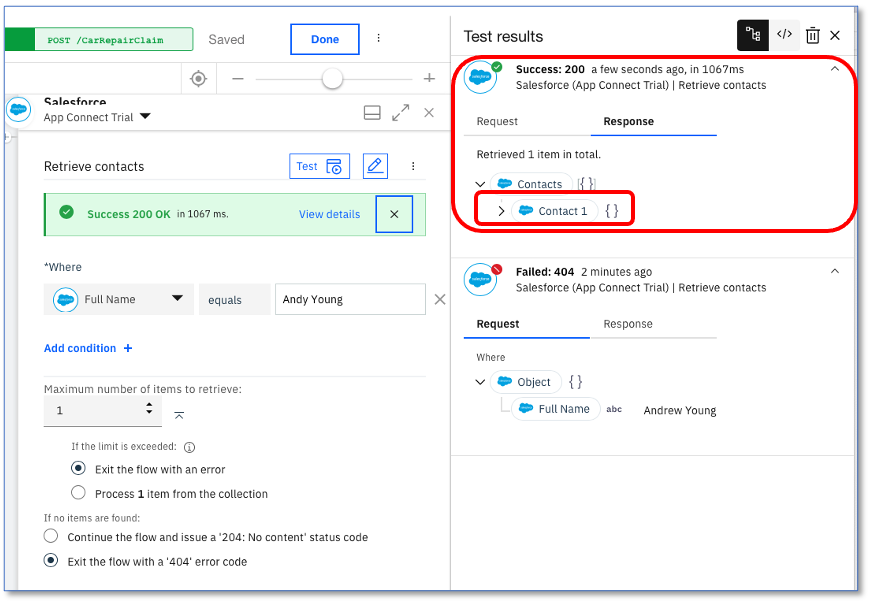 POST /CarRepairClaim
Saved
Done
Salesforce
App Connect Trial
Retrieve contacts
Test
Success 200 OK in 1067 ms.
View details
*Where
Full Name
equals
Andy Young
Add condition +
Maximum number of items to retrieve:
1
If the limit is exceeded:
Exit the flow with an error
Process 1 item from the collection
If no items are found:
Continue the flow and issue a '204: No content' status code
Exit the flow with a '404' error code
Test results
</>
Success: 200 a few seconds ago, in 1067ms
Salesforce (App Connect Trial) | Retrieve contacts
Request
Response
Retrieved 1 item in total.
Contacts [{ }]
Contact 1 { }
Failed: 404 2 minutes ago
Salesforce (App Connect Trial) | Retrieve contacts
Request
Response
Where
Object { }
Full Name abc Andrew Young